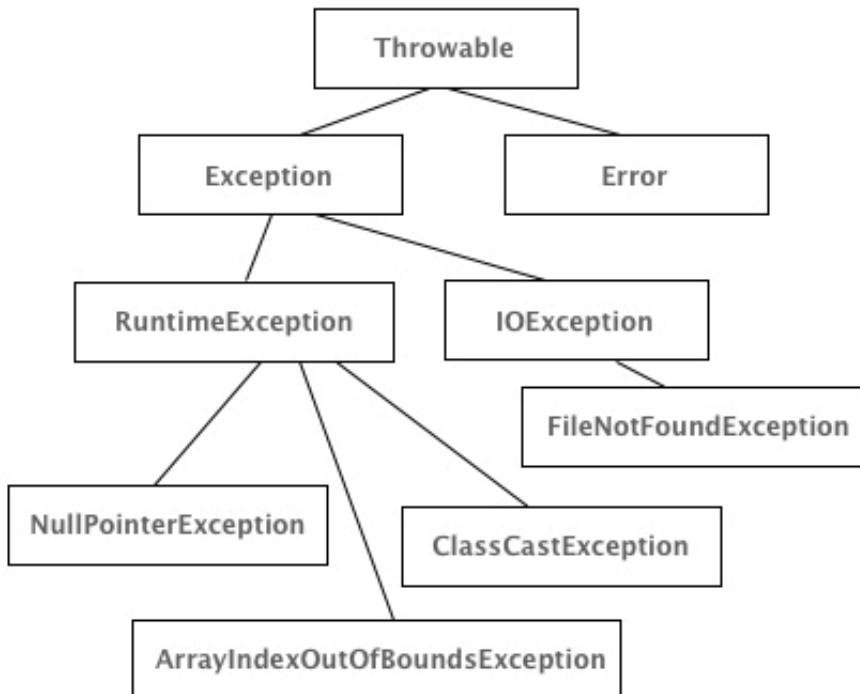 Throwable
Exception
Error
RuntimeException
IOException
FileNotFoundException
NullPointerException
ClassCastException
ArrayIndexOutOfBoundsException